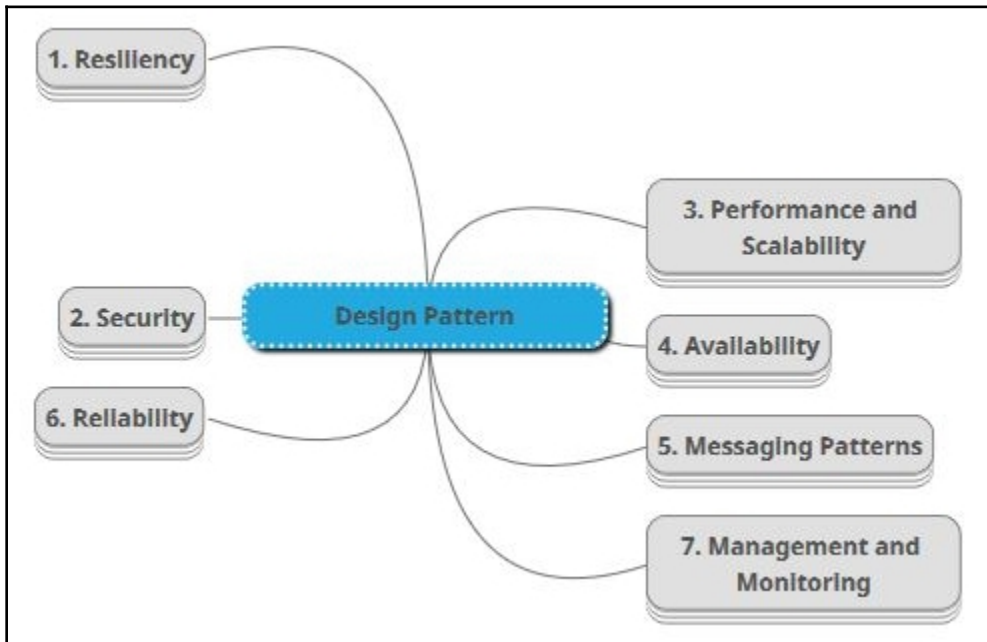 1. Resiliency
3. Performance and
Scalability
2. Security
Design Pattern
4. Availability
6. Reliability
5. Messaging Patterns
7. Management and
Monitoring